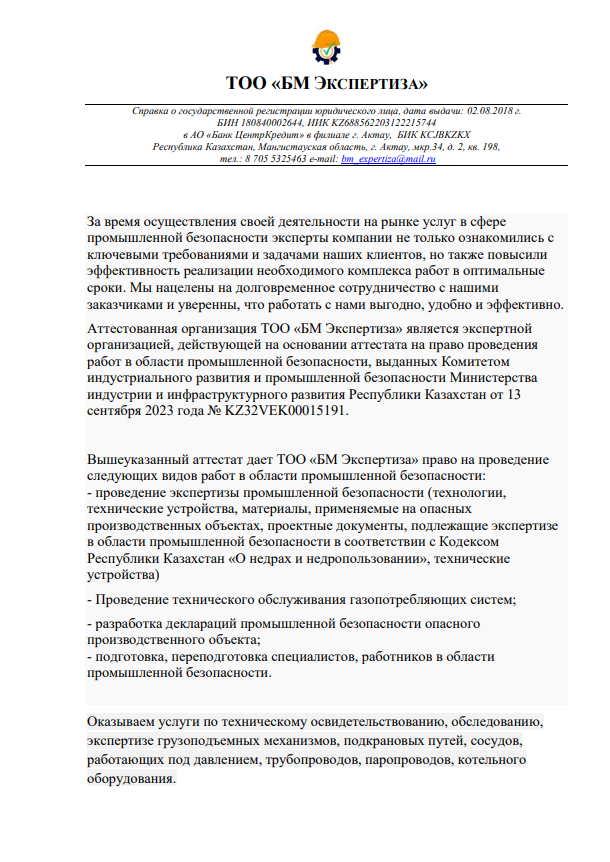 ТОО «БМ Экспертиза»
Справка о государственной регистрации юридического лица, дата выдачи: 02.08.2018 г.
БИН 180840002644, ИИК KZ688562203122215744
в АО «Банк ЦентрКредит» в филиале г. Актау, БИК KCJBKZKX
Республика Казахстан, Мангистауская область, г. Актау, мкр.34, д. 2, кв. 198,
тел.: 8 705 5325463 e-mail: bm_expertiza@mail.ru
За время осуществления своей деятельности на рынке услуг в сфере
промышленной безопасности эксперты компании не только ознакомились с
ключевыми требованиями и задачами наших клиентов, но также повысили
эффективность реализации необходимого комплекса работ в оптимальные
сроки. Мы нацелены на долговременное сотрудничество с нашими
заказчиками и уверенны, что работать с нами выгодно, удобно и эффективно.
Аттестованная организация ТОО «БМ Экспертиза» является экспертной
организацией, действующей на основании аттестата на право проведения
работ в области промышленной безопасности, выданных Комитетом
индустриального развития и промышленной безопасности Министерства
индустрии и инфраструктурного развития Республики Казахстан от 13
сентября 2023 года № KZ32VEK00015191.
Вышеуказанный аттестат дает ТОО «БМ Экспертиза» право на проведение
следующих видов работ в области промышленной безопасности:
- проведение экспертизы промышленной безопасности (технологии,
технические устройства, материалы, применяемые на опасных
производственных объектах, проектные документы, подлежащие экспертизе
в области промышленной безопасности в соответствии с Кодексом
Республики Казахстан «О недрах и недропользовании», технические
устройства)
- Проведение технического обслуживания газопотребляющих систем;
- разработка деклараций промышленной безопасности опасного
производственного объекта;
- подготовка, переподготовка специалистов, работников в области
промышленной безопасности.
Оказываем услуги по техническому освидетельствованию, обследованию,
экспертизе грузоподъемных механизмов, подкрановых путей, сосудов,
работающих под давлением, трубопроводов, паропроводов, котельного
оборудования.